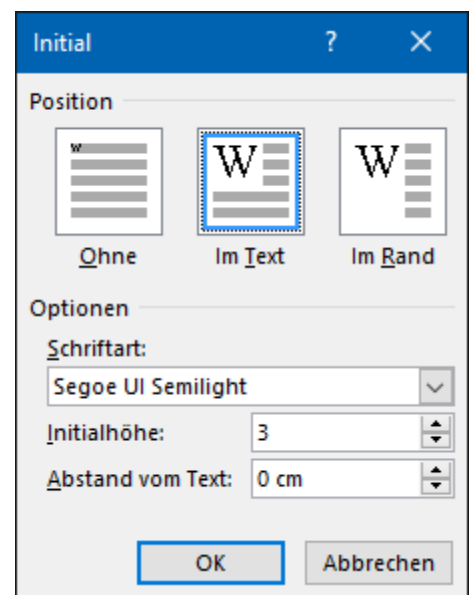 Initial ? ×
Position
W W W
Ohne Im Text Im Rand
Optionen
Schriftart:
Segoe UI Semilight
Initialhöhe: 3
Abstand vom Text: 0 cm
OK Abbrechen